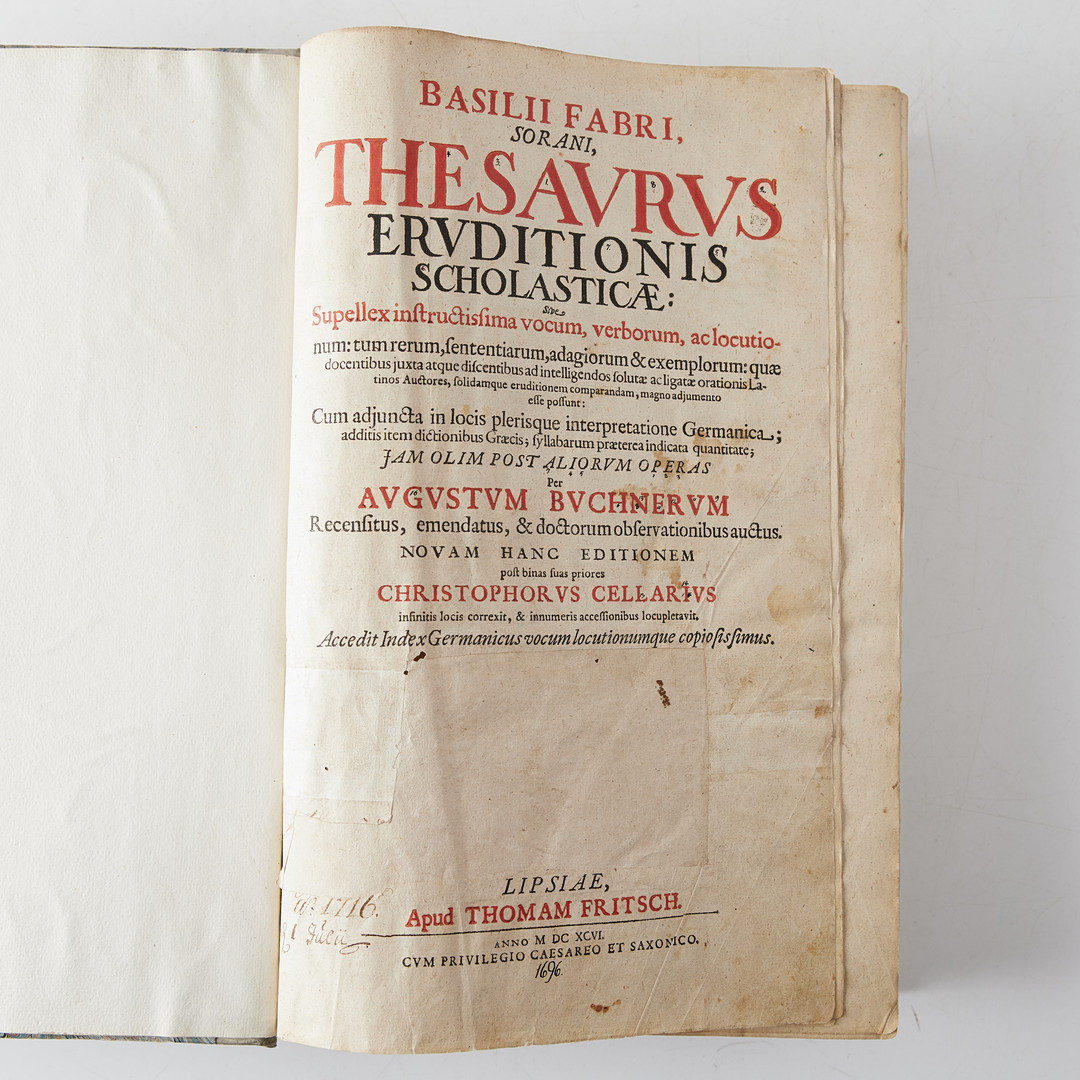 BASILII FABRI,
SORANI,
THESAVRVS
ERVDITIONIS
SCHOLASTICÆ:
Sive
Supellex inſtructisſima vocum, verborum, ac locutio-
num: tum rerum, ſententiarum, adagiorum & exemplorum: quæ
docentibus juxta atque diſcentibus ad intelligendos ſolutæ ac ligatæ orationis La-
tinos Auctores, ſolidamque eruditionem comparandam, magno adjumento
eſſe poſſunt:
Cum adjuncta in locis plerisque interpretatione Germanica;
additis item dictionibus Græcis; ſyllabarum præterea indicata quantitate;
JAM OLIM POST ALIORVM OPERAS
Per
AVGVSTVM BVCHNERVM
Recenſitus, emendatus, & doctorum obſervationibus auctus.
NOVAM HANC EDITIONEM
poſt binas ſuas priores
CHRISTOPHORVS CELLARIVS
infinitis locis correxit, & innumeris acceſſionibus locupletavit.
Accedit Index Germanicus vocum locutionumque copioſisſimus.
LIPSIAE,
Apud THOMAM FRITSCH.
1716.
ANNO M DC XCVI.
CVM PRIVILEGIO CAESAREO ET SAXONICO.
1696.